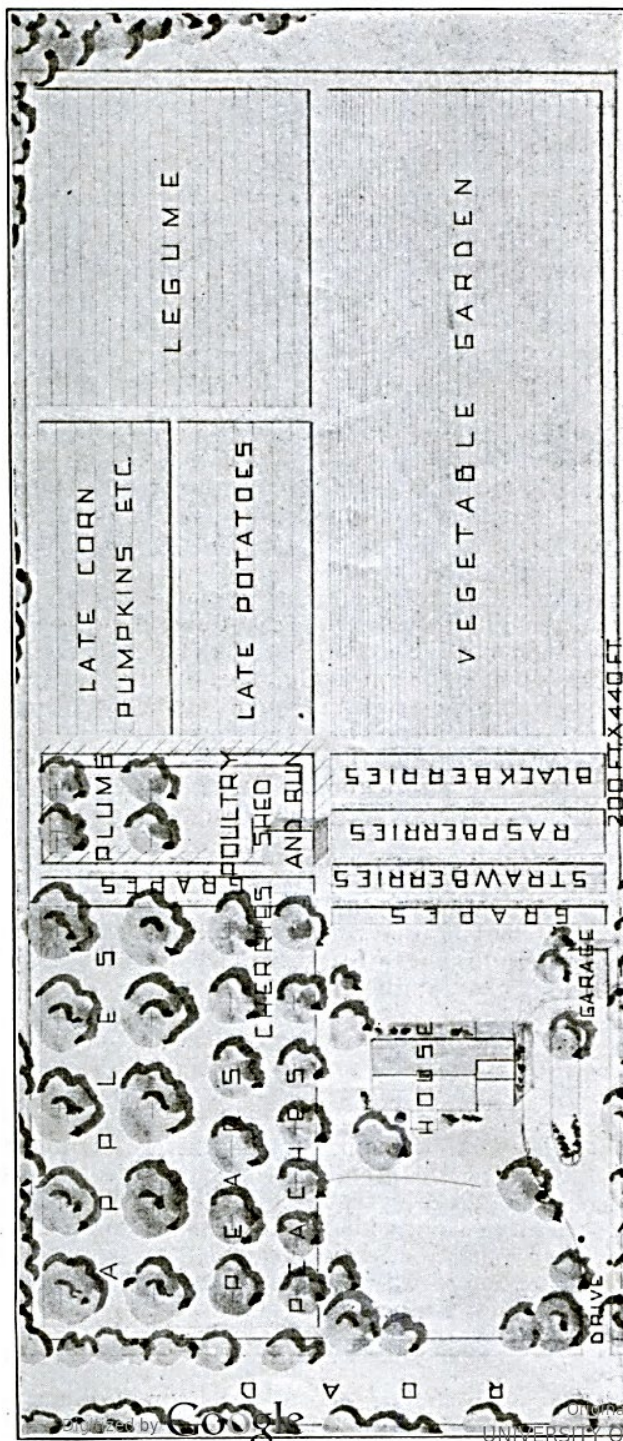 LEGUME
VEGETABLE GARDEN
LATE CORN
PUMPKINS ETC.
LATE POTATOES
200 FT. X 440 FT.
PLUMS
POULTRY
SHED
AND RUN
BLACKBERRIES
RASPBERRIES
STRAWBERRIES
GRAPES
GRAPES
CHERRIES
APPLES
PEARS
PEACHES
HOUSE
GARAGE
DRIVE
ROAD
Digitized by Google
UNIVERSITY O